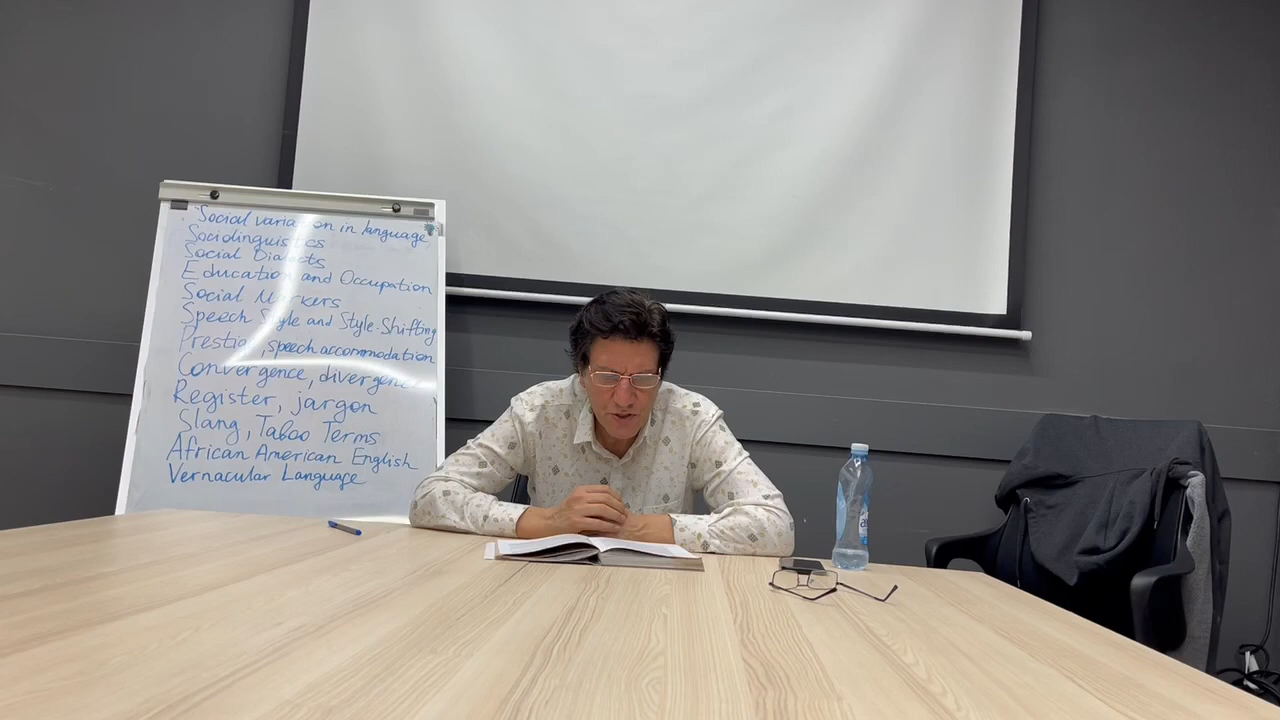 Social variation in language
Sociolinguistics
Social Dialects
Education and Occupation
Social Markers
Speech Style and Style-Shifting
Prestige, speech accommodation
Convergence, divergence
Register, jargon
Slang, Taboo Terms
African American English
Vernacular Language